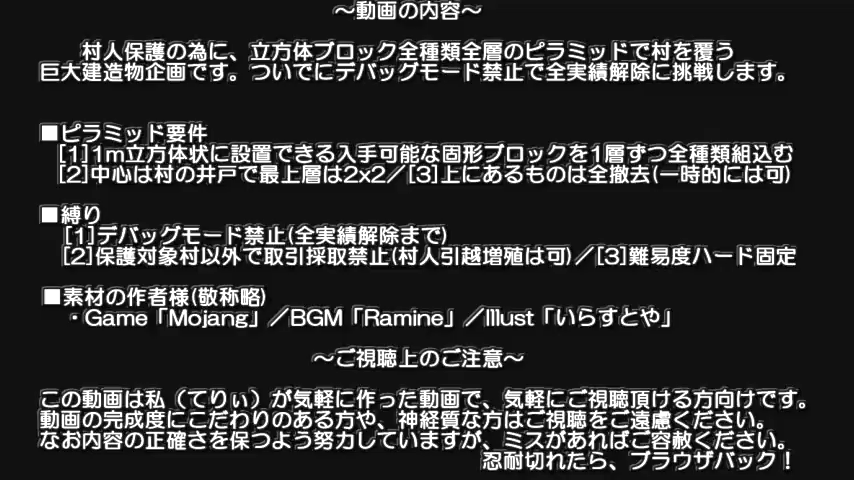 ～動画の内容～
村人保護の為に、立方体ブロック全種類全層のピラミッドで村を覆う
巨大建造物企画です。ついでにデバッグモード禁止で全実績解除に挑戦します。
■ピラミッド要件
[1]1m立方体状に設置できる入手可能な固形ブロックを1層ずつ全種類組込む
[2]中心は村の井戸で最上層は2x2／[3]上にあるものは全撤去(一時的には可)
■縛り
[1]デバッグモード禁止(全実績解除まで)
[2]保護対象村以外で取引採取禁止(村人引越増殖は可)／[3]難易度ハード固定
■素材の作者様(敬称略)
・Game「Mojang」／BGM「Ramine」／Illust「いらすとや」
～ご視聴上のご注意～
この動画は私（てりぃ）が気軽に作った動画で、気軽にご視聴頂ける方向けです。
動画の完成度にこだわりのある方や、神経質な方はご視聴をご遠慮ください。
なお内容の正確さを保つよう努力していますが、ミスがあればご容赦ください。
忍耐切れたら、ブラウザバック！